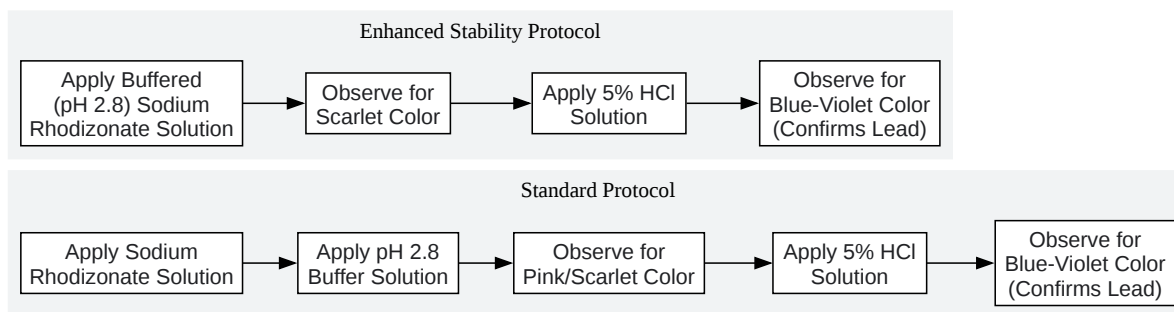 Enhanced Stability Protocol
Apply Buffered
(pH 2.8) Sodium
Rhodizonate Solution
Observe for
Scarlet Color
Apply 5% HCl
Solution
Observe for
Blue-Violet Color
(Confirms Lead)
Standard Protocol
Apply Sodium
Rhodizonate Solution
Apply pH 2.8
Buffer Solution
Observe for
Pink/Scarlet Color
Apply 5% HCl
Solution
Observe for
Blue-Violet Color
(Confirms Lead)